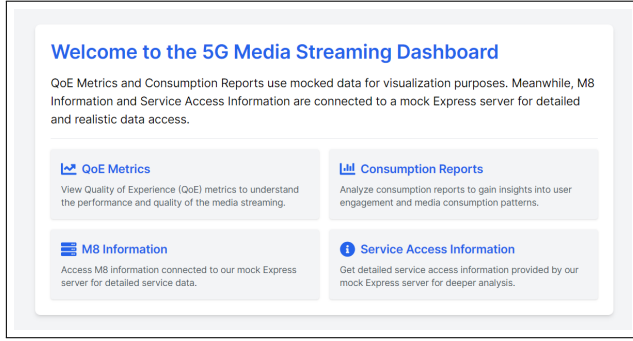 Welcome to the 5G Media Streaming Dashboard
QoE Metrics and Consumption Reports use mocked data for visualization purposes. Meanwhile, M8
Information and Service Access Information are connected to a mock Express server for detailed
and realistic data access.
QoE Metrics
View Quality of Experience (QoE) metrics to understand
the performance and quality of the media streaming.
Consumption Reports
Analyze consumption reports to gain insights into user
engagement and media consumption patterns.
M8 Information
Access M8 information connected to our mock Express
server for detailed service data.
Service Access Information
Get detailed service access information provided by our
mock Express server for deeper analysis.